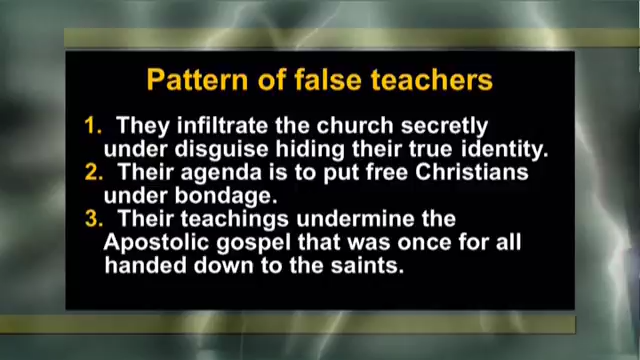 Pattern of false teachers
1. They infiltrate the church secretly
under disguise hiding their true identity.
2. Their agenda is to put free Christians
under bondage.
3. Their teachings undermine the
Apostolic gospel that was once for all
handed down to the saints.